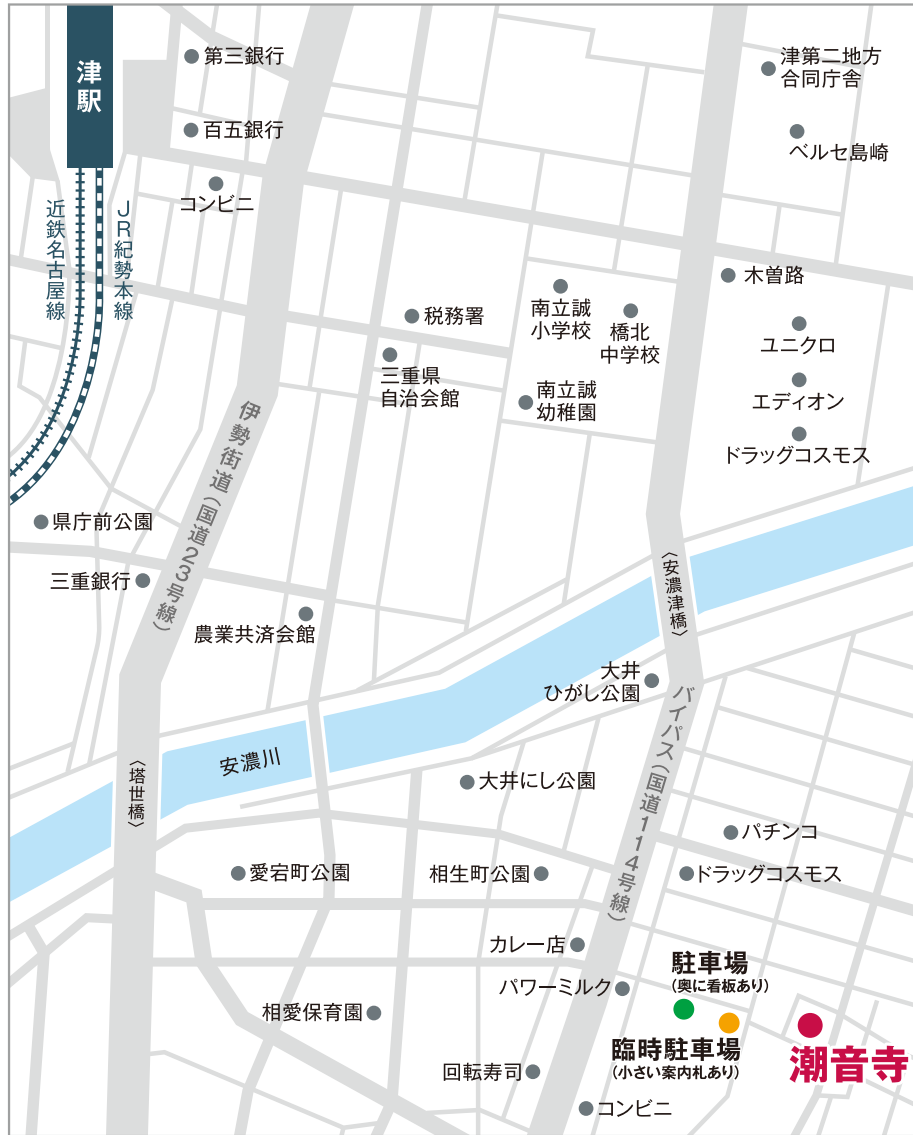 津駅
第三銀行
百五銀行
コンビニ
近鉄名古屋線
JR紀勢本線
津第二地方
合同庁舎
ベルセ島崎
木曽路
税務署
南立誠
小学校
橋北
中学校
ユニクロ
三重県
自治会館
南立誠
幼稚園
エディオン
ドラッグコスモス
伊勢街道(国道23号線)
県庁前公園
三重銀行
農業共済会館
〈安濃津橋〉
大井
ひがし公園
バイパス(国道114号線)
安濃川
〈塔世橋〉
大井にし公園
パチンコ
愛宕町公園
相生町公園
ドラッグコスモス
カレー店
パワーミルク
駐車場
(奥に看板あり)
相愛保育園
臨時駐車場
(小さい案内札あり)
潮音寺
回転寿司
コンビニ